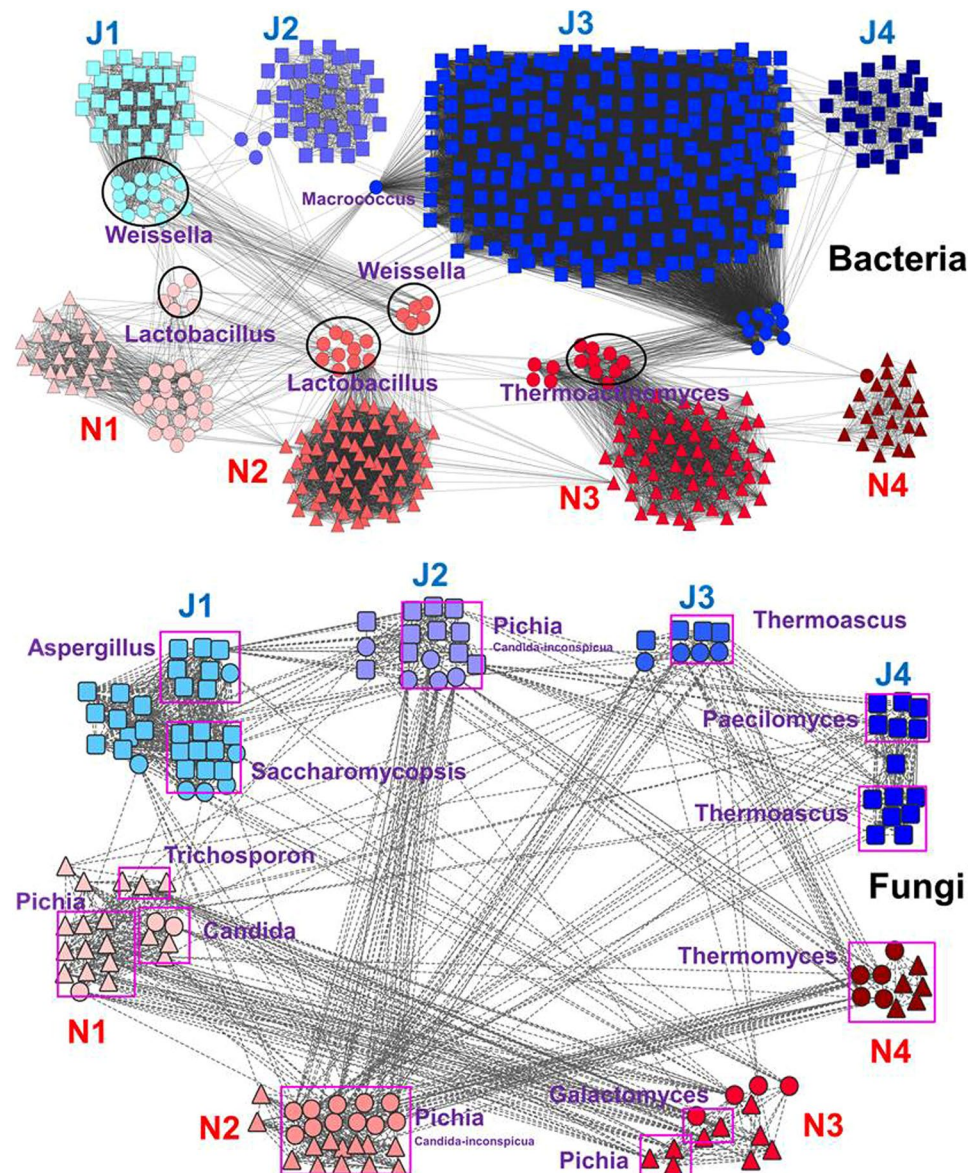 J1
J2
J3
J4
Macrococcus
Weissella
Bacteria
Weissella
Lactobacillus
Lactobacillus
Thermoactinomyces
N1
N2
N3
N4
J1
J2
J3
Aspergillus
Pichia
Candida-inconspicua
Thermoascus
J4
Paecilomyces
Saccharomycopsis
Thermoascus
Trichosporon
Fungi
Pichia
Candida
Thermomyces
N1
N4
Galactomyces
N2
Pichia
Candida-inconspicua
N3
Pichia